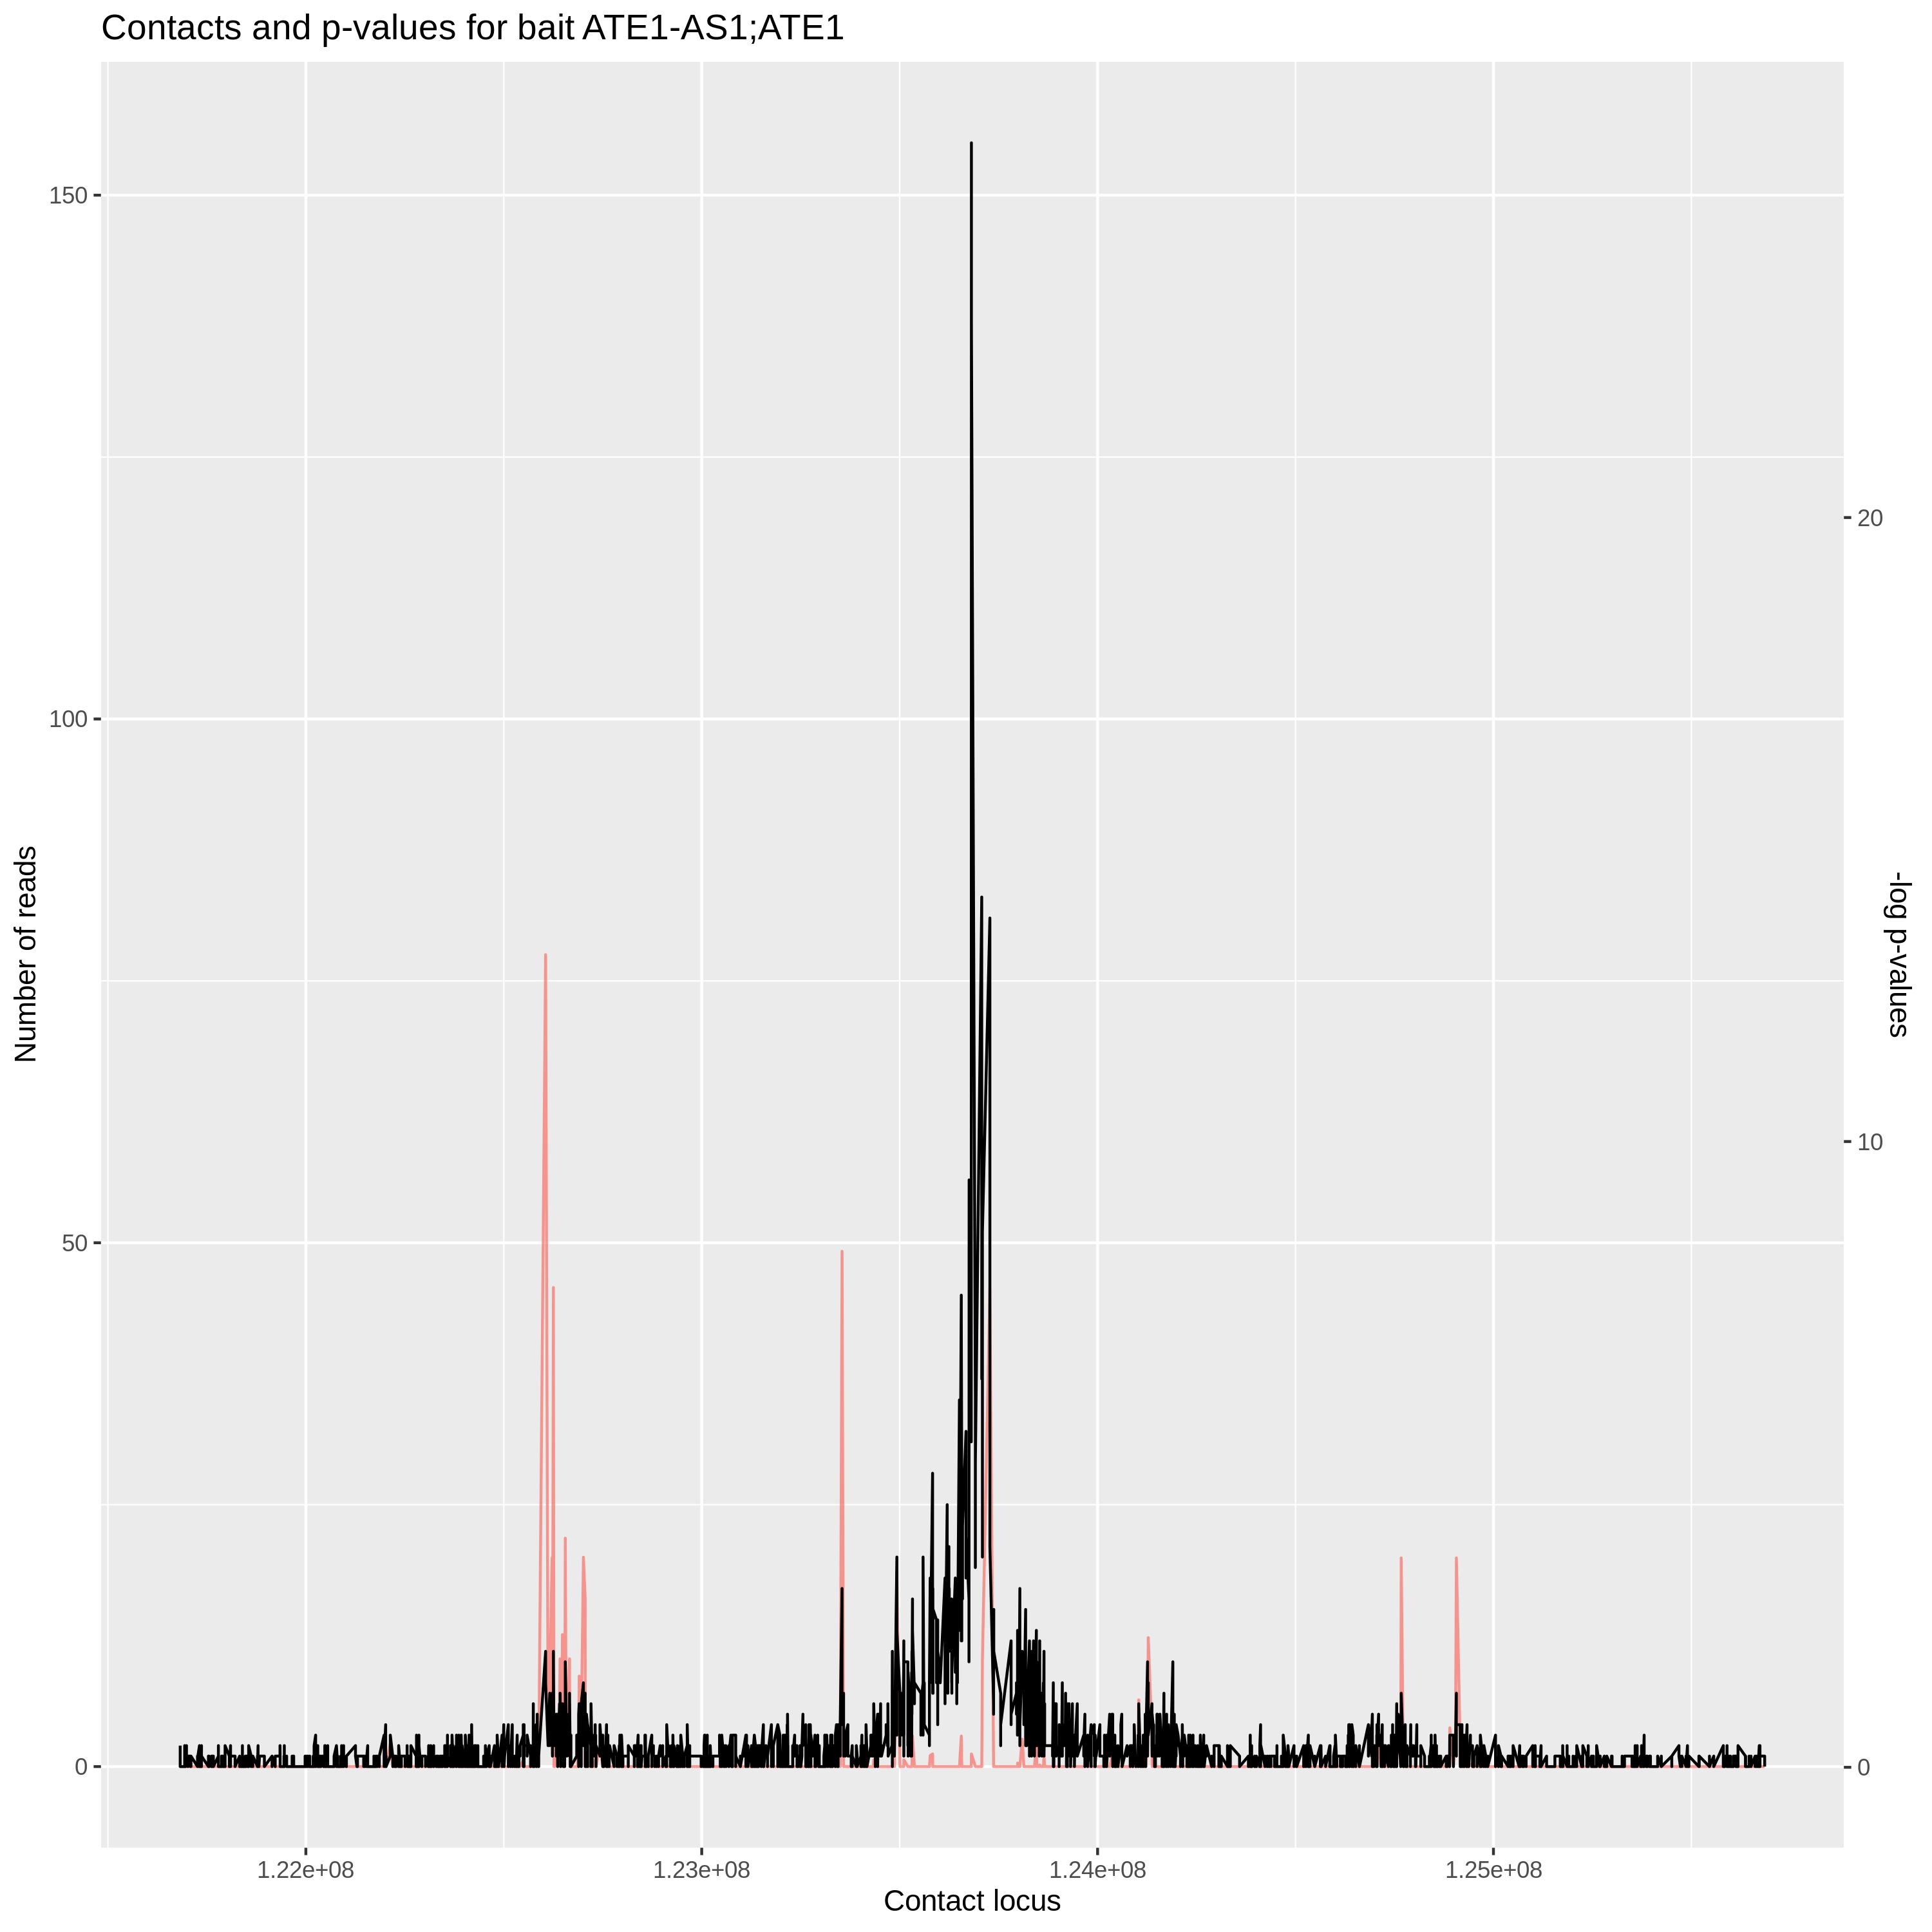 Contacts and p-values for bait ATE1-AS1;ATE1
150
100
50
0
Number of reads
20
10
0
-log p-values
1.22e+08
1.23e+08
1.24e+08
1.25e+08
Contact locus